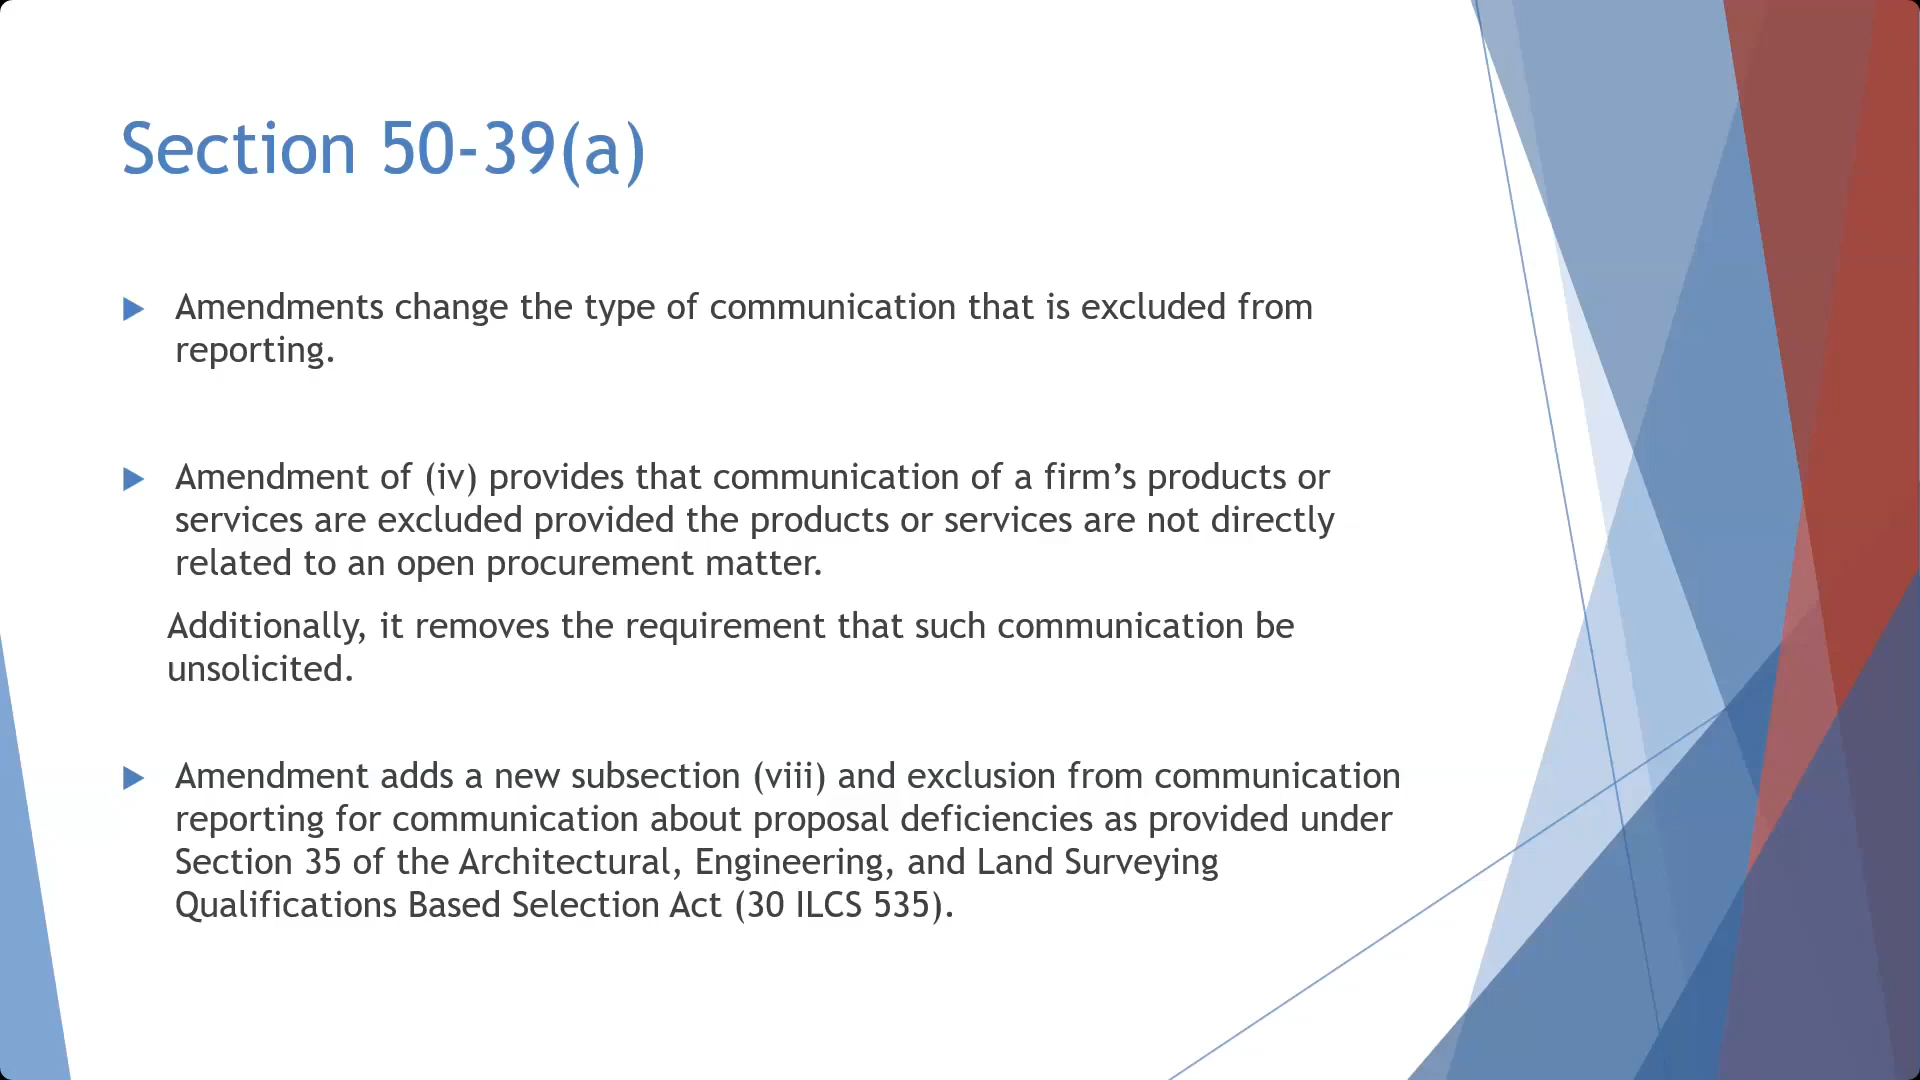 Section 50-39(a)
Amendments change the type of communication that is excluded from
reporting.
Amendment of (iv) provides that communication of a firm’s products or
services are excluded provided the products or services are not directly
related to an open procurement matter.
Additionally, it removes the requirement that such communication be
unsolicited.
Amendment adds a new subsection (viii) and exclusion from communication
reporting for communication about proposal deficiencies as provided under
Section 35 of the Architectural, Engineering, and Land Surveying
Qualifications Based Selection Act (30 ILCS 535).